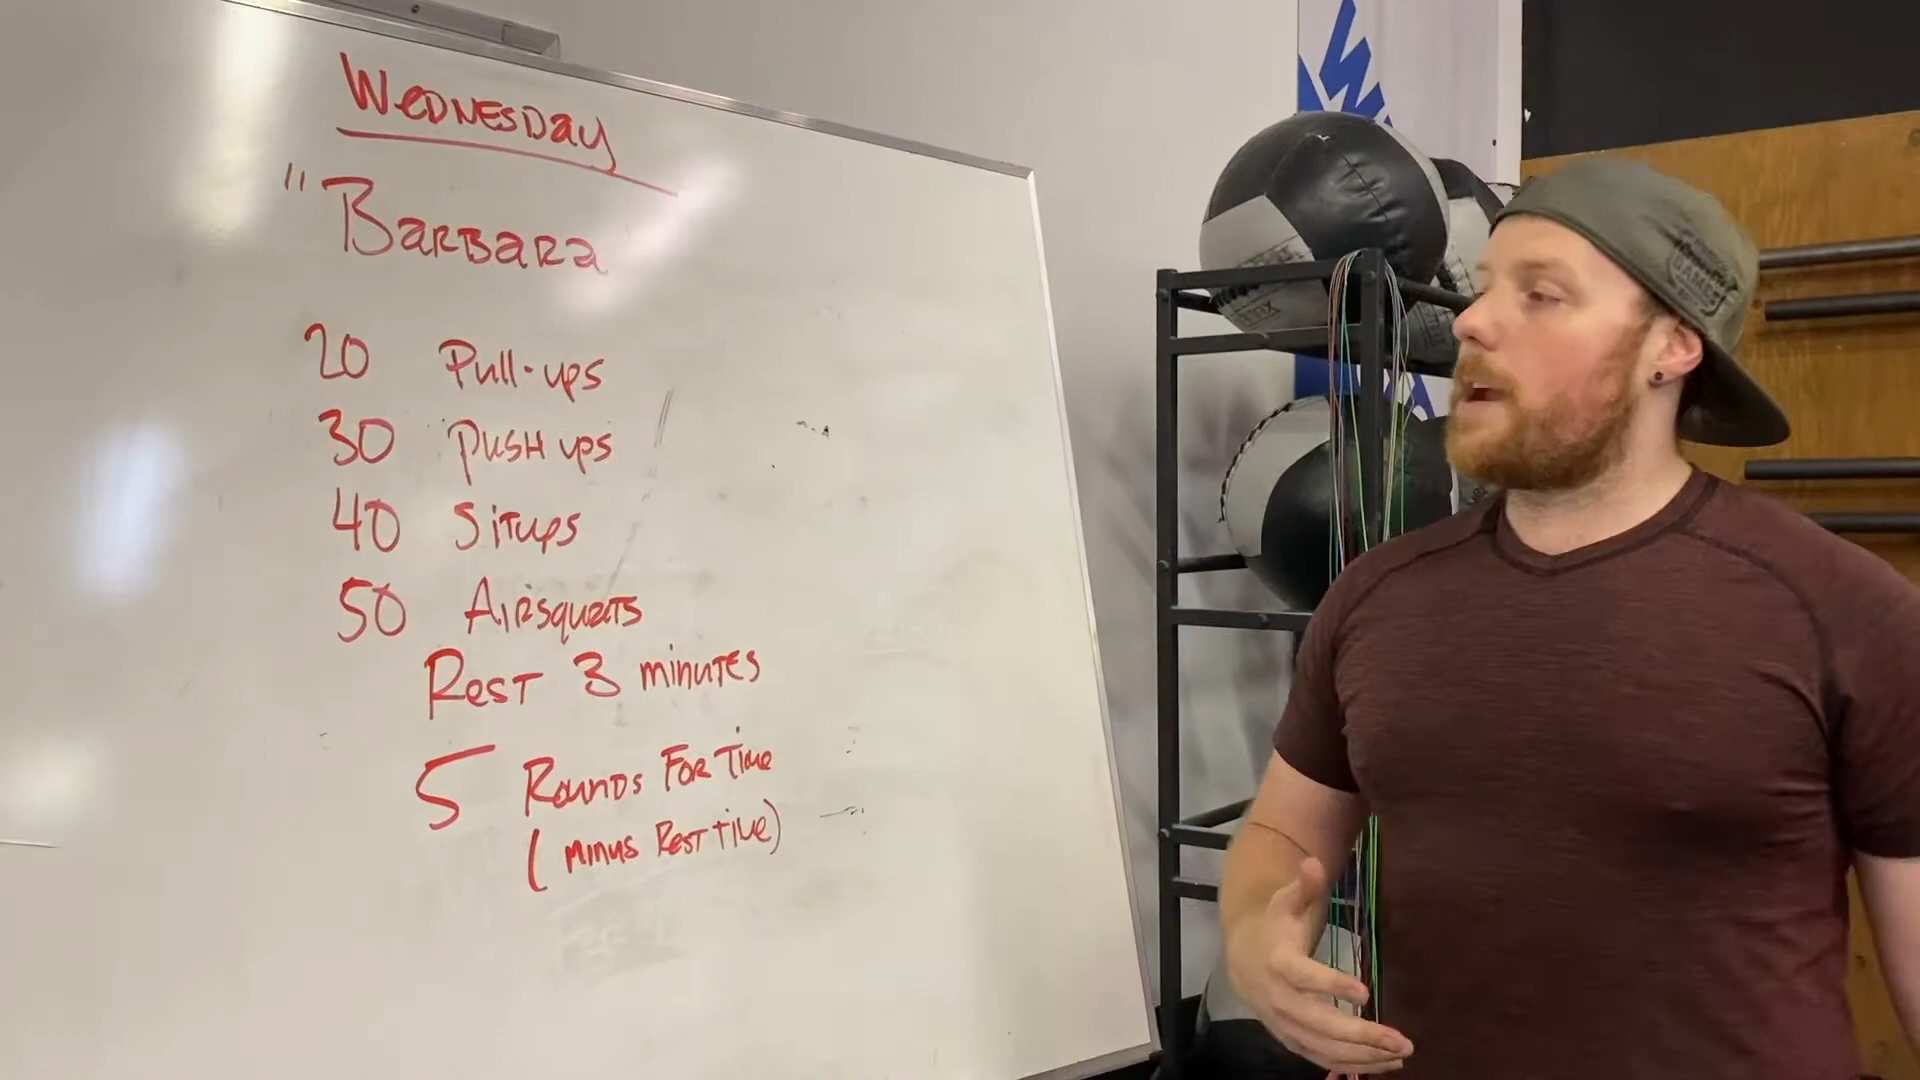 Wednesday
"Barbara"
20 Pull-ups
30 Push ups
40 Situps
50 Airsquats
Rest 3 minutes
5 Rounds For Time
(minus Rest time)
GAMES